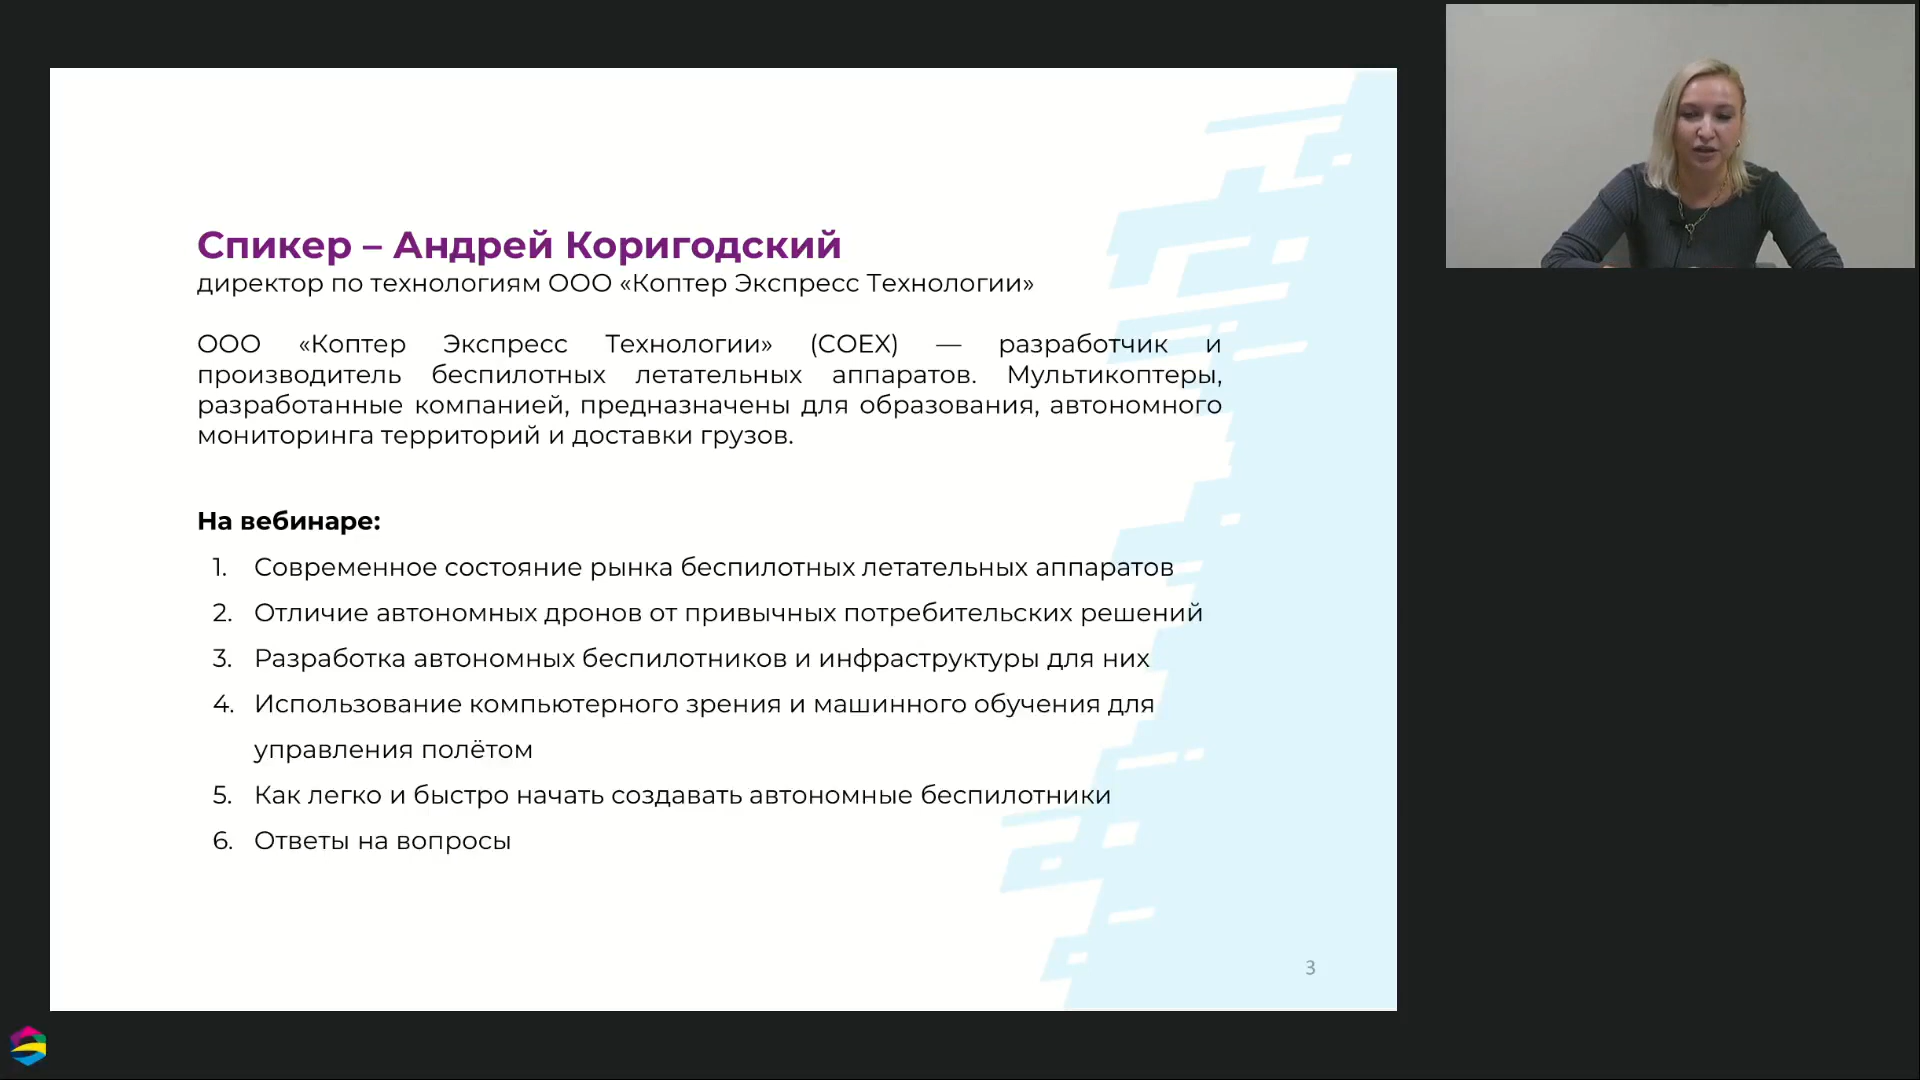 Спикер – Андрей Коригодский
директор по технологиям ООО «Коптер Экспресс Технологии»
ООО «Коптер Экспресс Технологии» (COEX) — разработчик и
производитель беспилотных летательных аппаратов. Мультикоптеры,
разработанные компанией, предназначены для образования, автономного
мониторинга территорий и доставки грузов.
На вебинаре:
1. Современное состояние рынка беспилотных летательных аппаратов
2. Отличие автономных дронов от привычных потребительских решений
3. Разработка автономных беспилотников и инфраструктуры для них
4. Использование компьютерного зрения и машинного обучения для
управления полётом
5. Как легко и быстро начать создавать автономные беспилотники
6. Ответы на вопросы
3